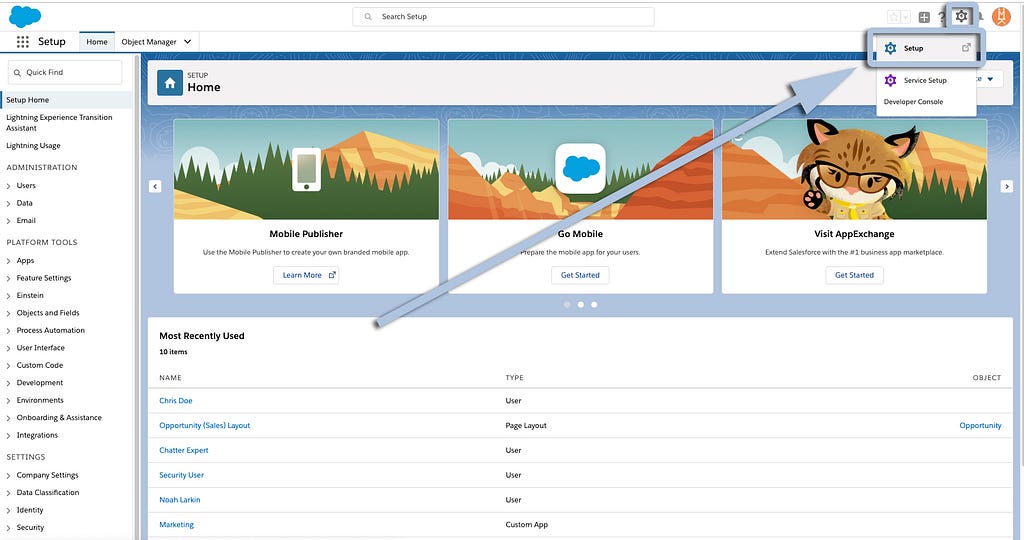 Search Setup
?
Setup
Home
Object Manager
Setup
Service Setup
Developer Console
Quick Find
Setup Home
Lightning Experience Transition
Assistant
Lightning Usage
ADMINISTRATION
Users
Data
Email
PLATFORM TOOLS
Apps
Feature Settings
Einstein
Objects and Fields
Process Automation
User Interface
Custom Code
Development
Environments
Onboarding & Assistance
Integrations
SETTINGS
Company Settings
Data Classification
Identity
Security
SETUP
Home
Mobile Publisher
Use the Mobile Publisher to create your own branded mobile app.
Learn More
Go Mobile
Prepare the mobile app for your users.
Get Started
Visit AppExchange
Extend Salesforce with the #1 business app marketplace.
Get Started
Most Recently Used
10 items
NAME TYPE OBJECT
Chris Doe User
Opportunity (Sales) Layout Page Layout Opportunity
Chatter Expert User
Security User User
Noah Larkin User
Marketing Custom App